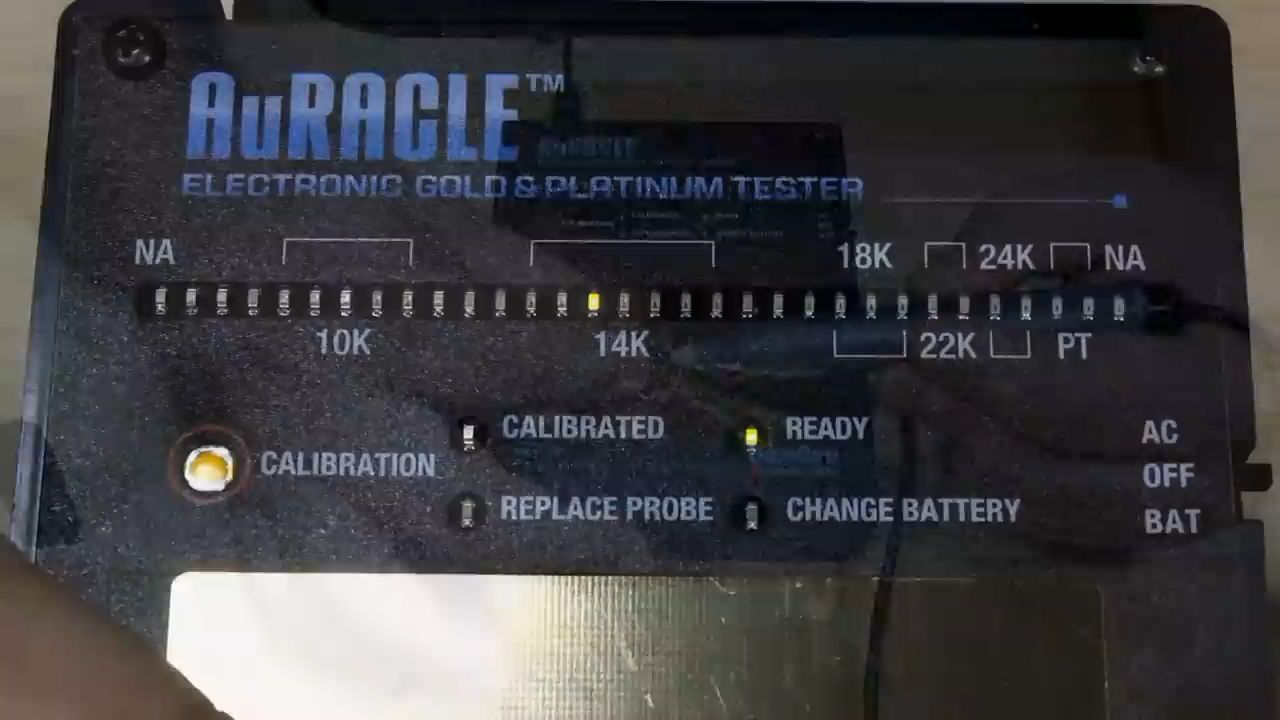 AuRACLE™
ELECTRONIC GOLD & PLATINUM TESTER
NA 18K 24K NA
10K 14K 22K PT
CALIBRATED READY AC
CALIBRATION OFF
REPLACE PROBE CHANGE BATTERY BAT